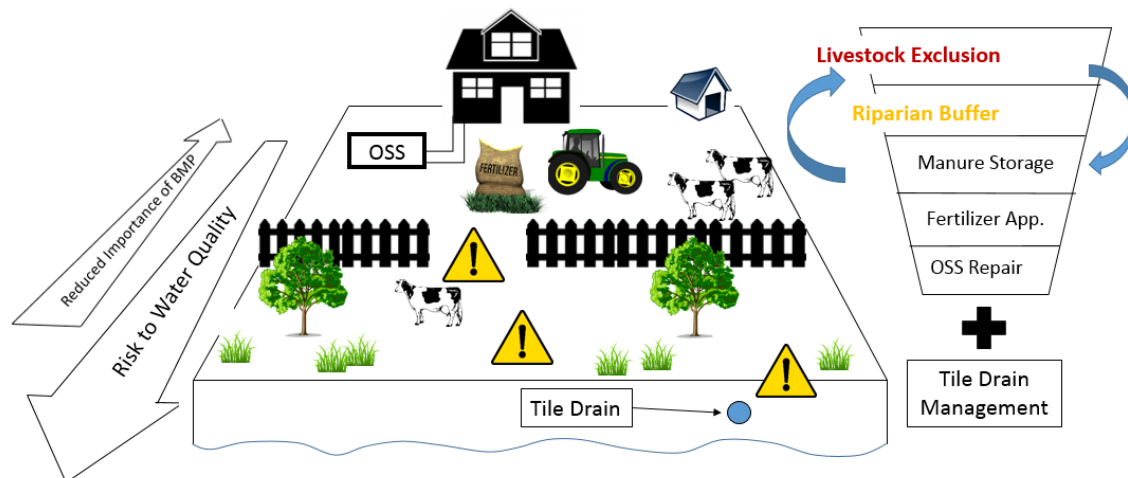 Livestock Exclusion
Riparian Buffer
Manure Storage
Fertilizer App.
OSS Repair
Tile Drain
Management
OSS
FERTILIZER
Reduced Importance of BMP
Risk to Water Quality
Tile Drain